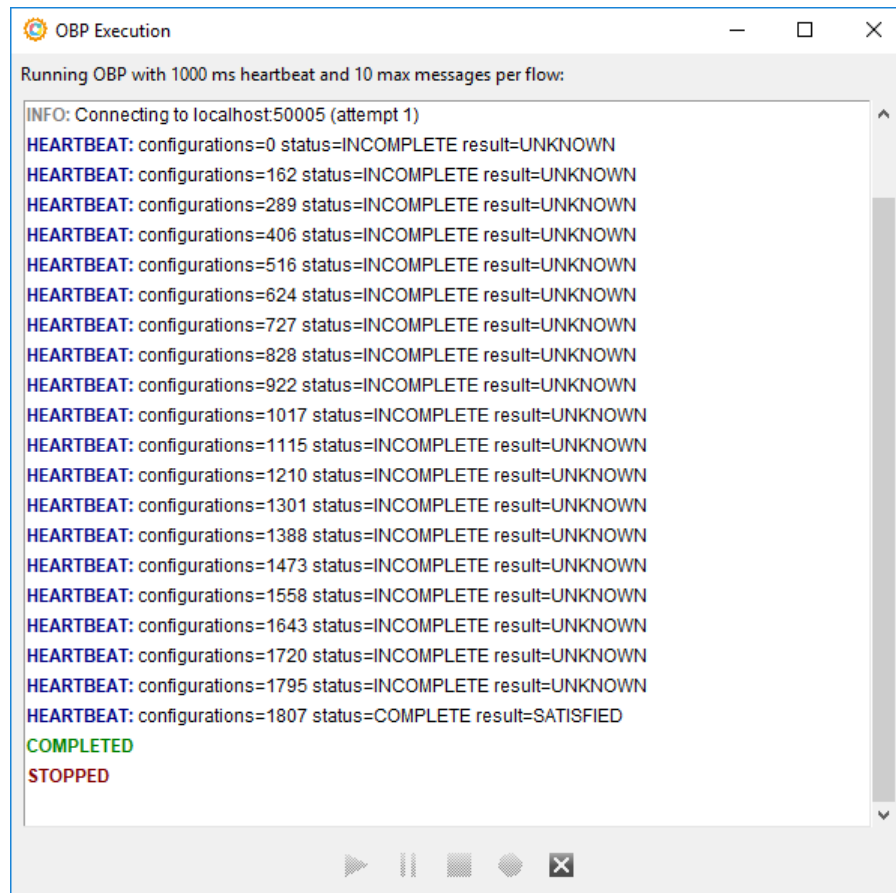 OBP Execution
Running OBP with 1000 ms heartbeat and 10 max messages per flow:
INFO: Connecting to localhost:50005 (attempt 1)
HEARTBEAT: configurations=0 status=INCOMPLETE result=UNKNOWN
HEARTBEAT: configurations=162 status=INCOMPLETE result=UNKNOWN
HEARTBEAT: configurations=289 status=INCOMPLETE result=UNKNOWN
HEARTBEAT: configurations=406 status=INCOMPLETE result=UNKNOWN
HEARTBEAT: configurations=516 status=INCOMPLETE result=UNKNOWN
HEARTBEAT: configurations=624 status=INCOMPLETE result=UNKNOWN
HEARTBEAT: configurations=727 status=INCOMPLETE result=UNKNOWN
HEARTBEAT: configurations=828 status=INCOMPLETE result=UNKNOWN
HEARTBEAT: configurations=922 status=INCOMPLETE result=UNKNOWN
HEARTBEAT: configurations=1017 status=INCOMPLETE result=UNKNOWN
HEARTBEAT: configurations=1115 status=INCOMPLETE result=UNKNOWN
HEARTBEAT: configurations=1210 status=INCOMPLETE result=UNKNOWN
HEARTBEAT: configurations=1301 status=INCOMPLETE result=UNKNOWN
HEARTBEAT: configurations=1388 status=INCOMPLETE result=UNKNOWN
HEARTBEAT: configurations=1473 status=INCOMPLETE result=UNKNOWN
HEARTBEAT: configurations=1558 status=INCOMPLETE result=UNKNOWN
HEARTBEAT: configurations=1643 status=INCOMPLETE result=UNKNOWN
HEARTBEAT: configurations=1720 status=INCOMPLETE result=UNKNOWN
HEARTBEAT: configurations=1795 status=INCOMPLETE result=UNKNOWN
HEARTBEAT: configurations=1807 status=COMPLETE result=SATISFIED
COMPLETED
STOPPED